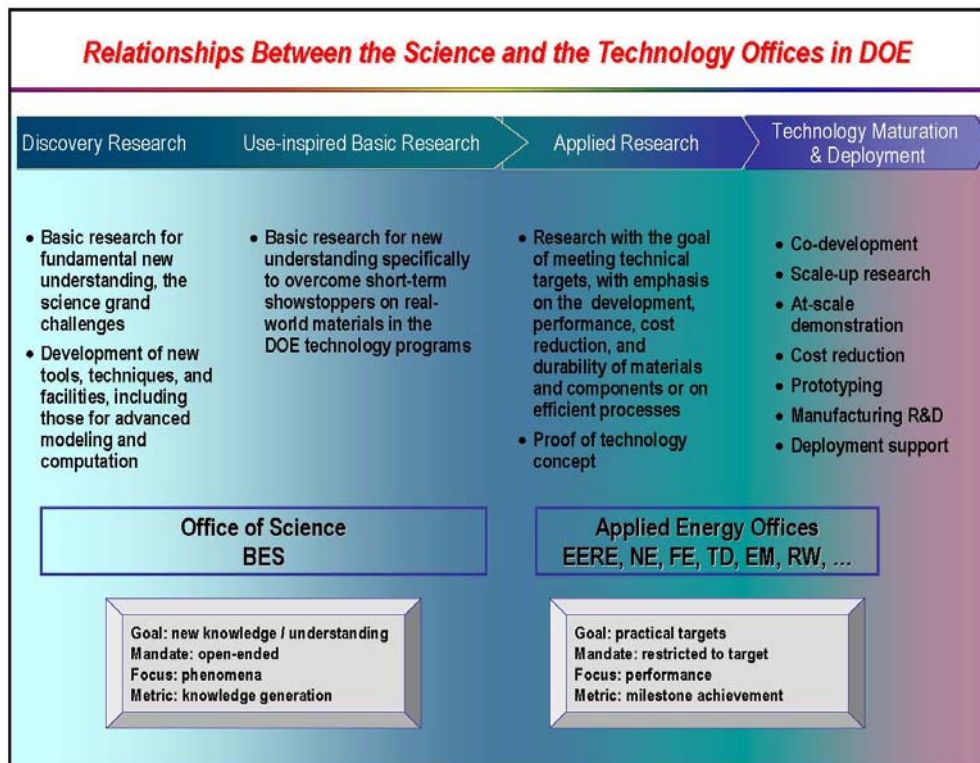 Relationships Between the Science and the Technology Offices in DOE
Discovery Research
Use-inspired Basic Research
Applied Research
Technology Maturation
& Deployment
• Basic research for
fundamental new
understanding, the
science grand
challenges
• Development of new
tools, techniques, and
facilities, including
those for advanced
modeling and
computation
• Basic research for new
understanding specifically
to overcome short-term
showstoppers on real-
world materials in the
DOE technology programs
• Research with the goal
of meeting technical
targets, with emphasis
on the development,
performance, cost
reduction, and
durability of materials
and components or on
efficient processes
• Proof of technology
concept
• Co-development
• Scale-up research
• At-scale
demonstration
• Cost reduction
• Prototyping
• Manufacturing R&D
• Deployment support
Office of Science
BES
Applied Energy Offices
EERE, NE, FE, TD, EM, RW, ...
Goal: new knowledge / understanding
Mandate: open-ended
Focus: phenomena
Metric: knowledge generation
Goal: practical targets
Mandate: restricted to target
Focus: performance
Metric: milestone achievement